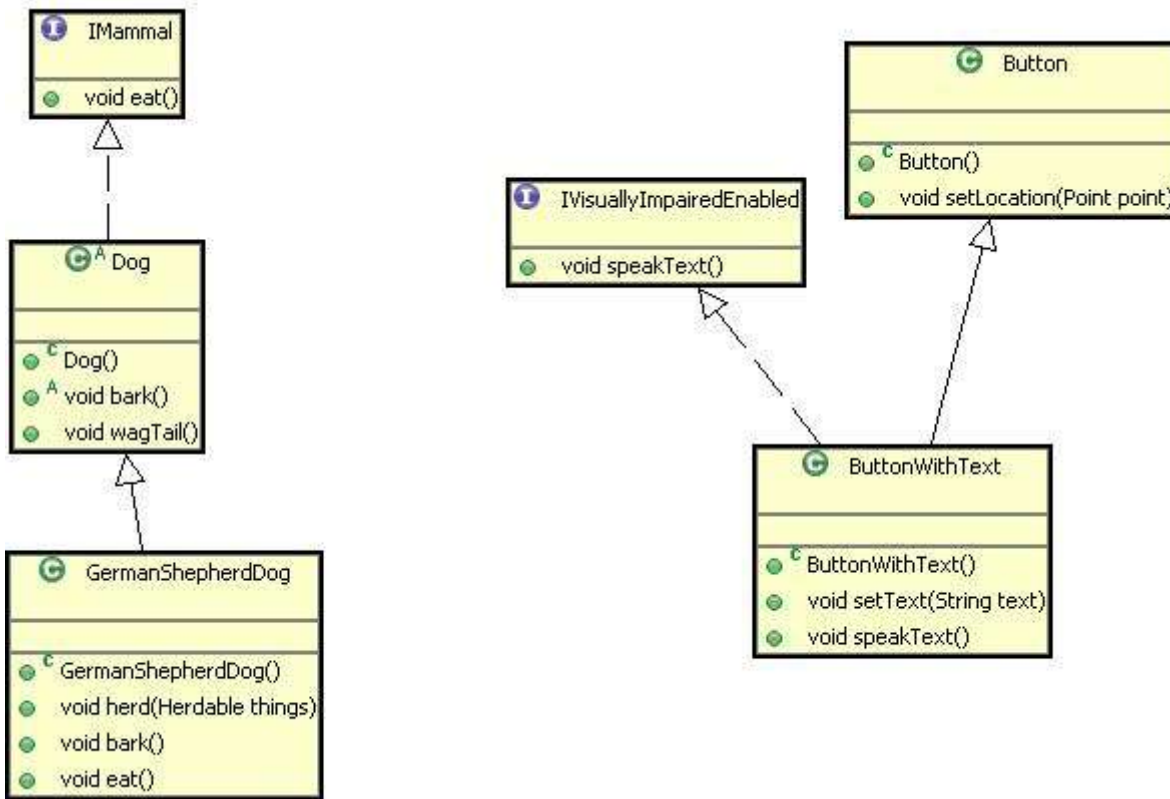 I IMammal
void eat()
C A Dog
C Dog()
A void bark()
void wagTail()
C GermanShepherdDog
C GermanShepherdDog()
void herd(Herdable things)
void bark()
void eat()
I IVisuallyImpairedEnabled
void speakText()
C Button
C Button()
void setLocation(Point point)
C ButtonWithText
C ButtonWithText()
void setText(String text)
void speakText()